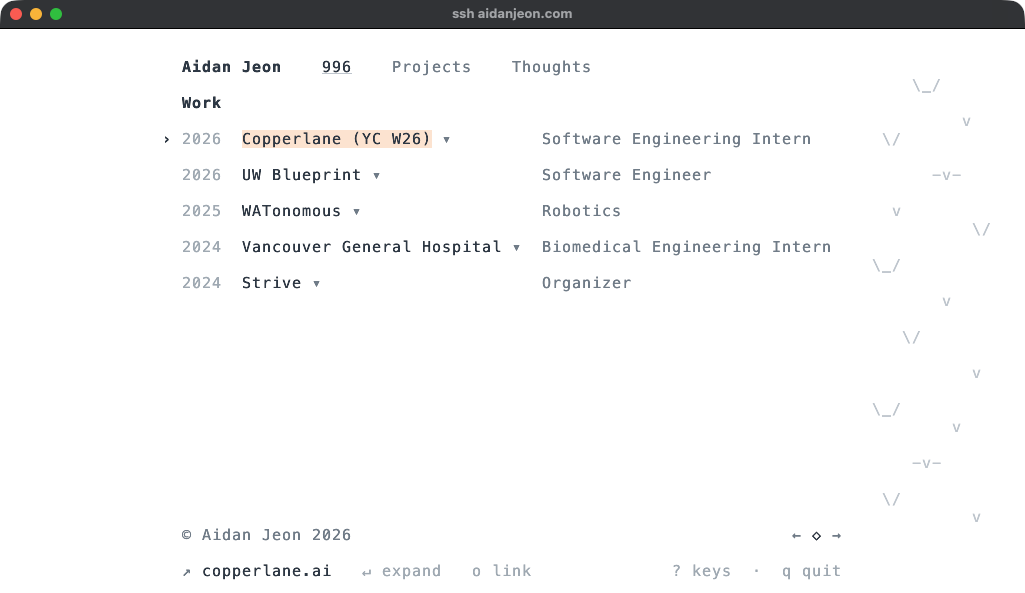 ssh aidanjeon.com
Aidan Jeon 996 Projects Thoughts
Work
› 2026 Copperlane (YC W26) ▾ Software Engineering Intern
2026 UW Blueprint ▾ Software Engineer
2025 WATonomous ▾ Robotics
2024 Vancouver General Hospital ▾ Biomedical Engineering Intern
2024 Strive ▾ Organizer
\_/
v
\/
-v-
v
\/
\_/
v
\/
v
\_/
v
-v-
\/
v
© Aidan Jeon 2026 ← ◇ →
↗ copperlane.ai ↵ expand o link ? keys · q quit